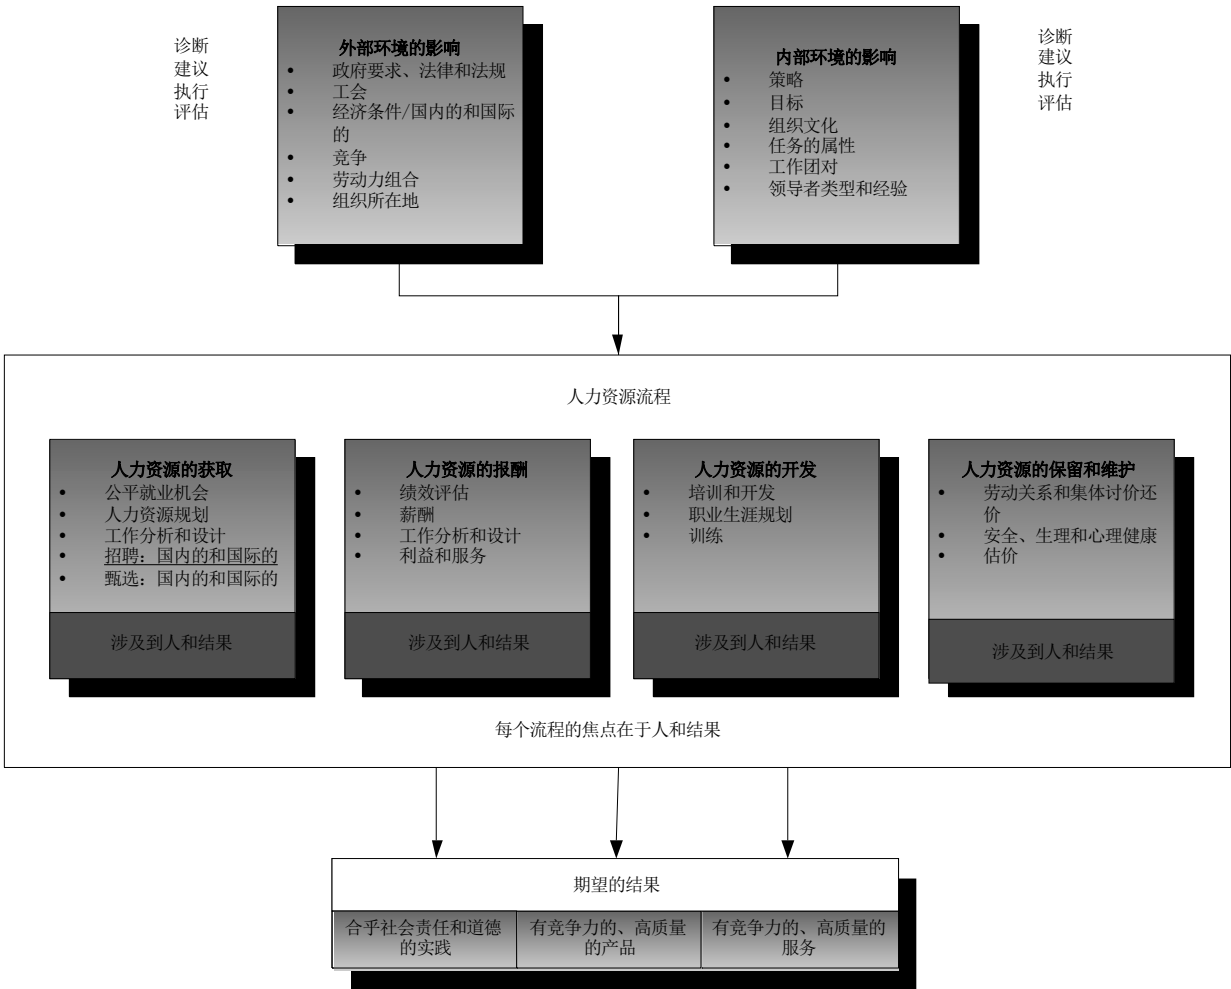 诊断
建议
执行
评估
外部环境的影响
• 政府要求、法律和法规
• 工会
• 经济条件/国内的和国际
的
• 竞争
• 劳动力组合
• 组织所在地
内部环境的影响
• 策略
• 目标
• 组织文化
• 任务的属性
• 工作团对
• 领导者类型和经验
诊断
建议
执行
评估
人力资源流程
人力资源的获取
• 公平就业机会
• 人力资源规划
• 工作分析和设计
• 招聘：国内的和国际的
• 甄选：国内的和国际的
涉及到人和结果
人力资源的报酬
• 绩效评估
• 薪酬
• 工作分析和设计
• 利益和服务
涉及到人和结果
人力资源的开发
• 培训和开发
• 职业生涯规划
• 训练
涉及到人和结果
人力资源的保留和维护
• 劳动关系和集体讨价还
价
• 安全、生理和心理健康
• 估价
涉及到人和结果
每个流程的焦点在于人和结果
期望的结果
合乎社会责任和道德
的实践
有竞争力的、高质量
的产品
有竞争力的、高质量的
服务